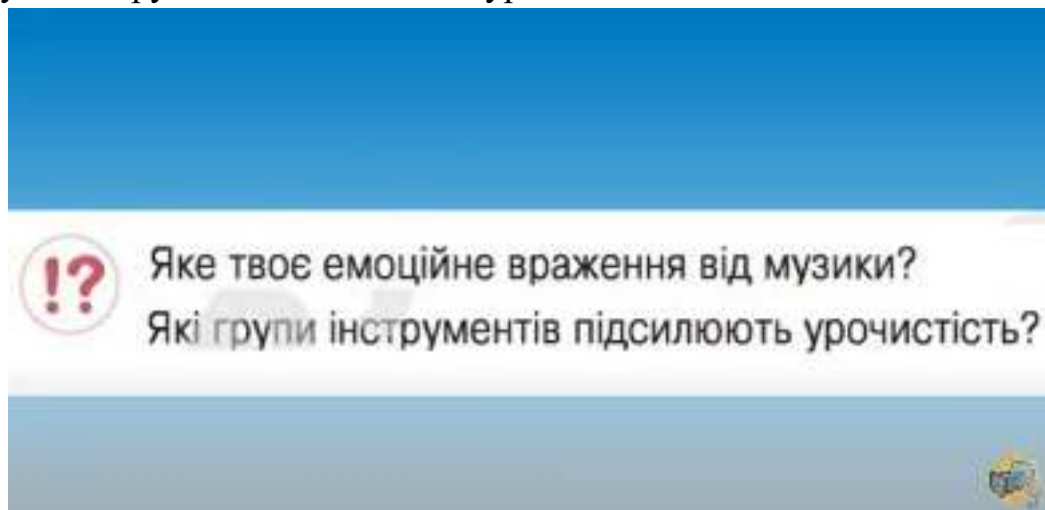 !? Яке твоє емоційне враження від музики?
Які групи інструментів підсилюють урочистість?